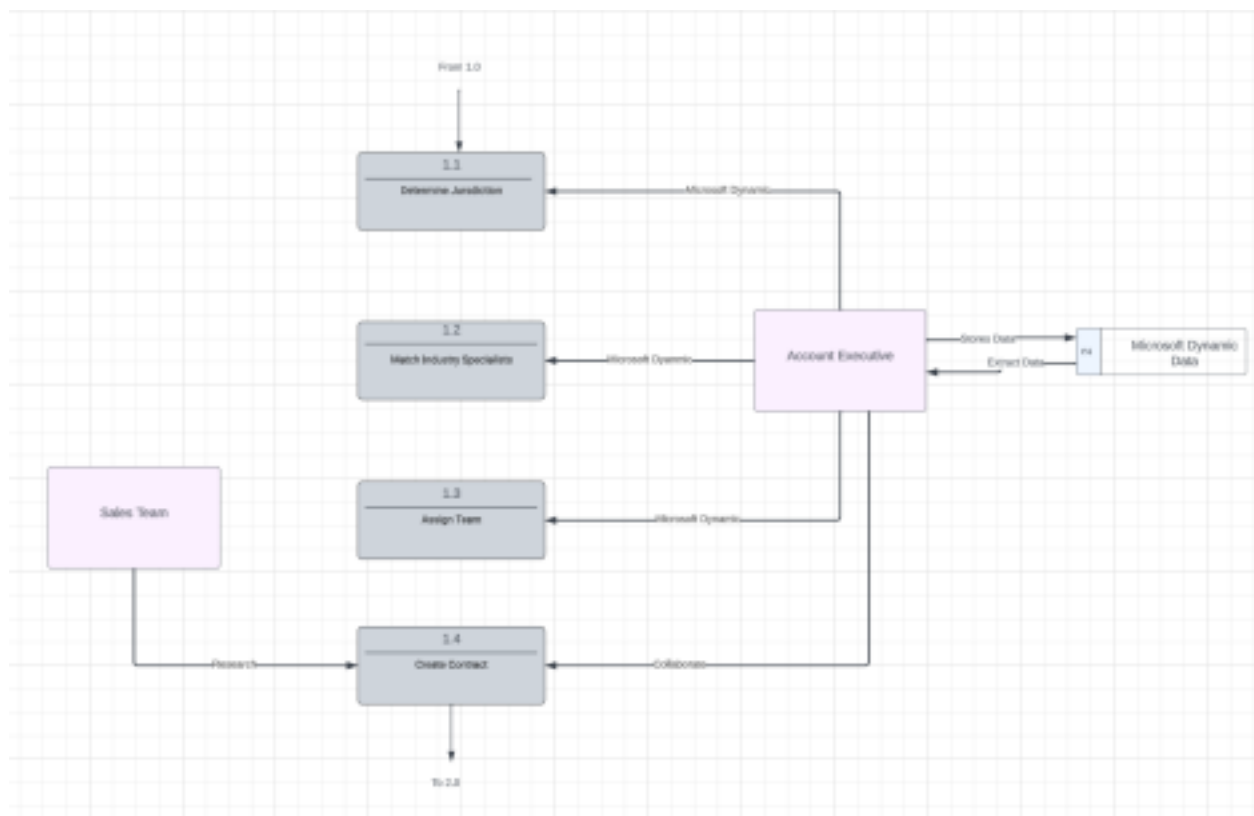 From 1.0
1.1
Determine Jurisdiction
Microsoft Dynamic
1.2
Match Industry Specialists
Microsoft Dynamic
Account Executive
Stores Data
Extract Data
2
Microsoft Dynamic
Data
Sales Team
1.3
Assign Team
Microsoft Dynamic
1.4
Create Contract
Research
Collaborate
To 2.0